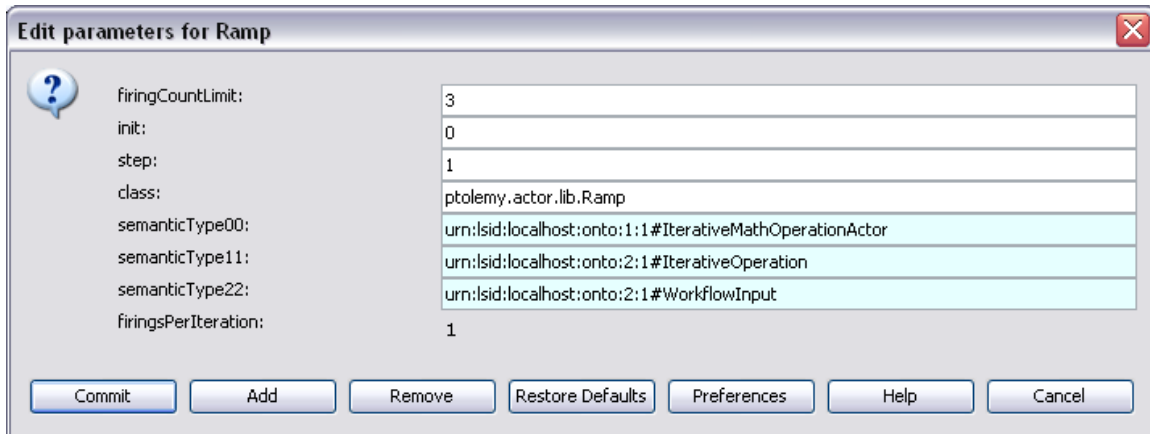 Edit parameters for Ramp
firingCountLimit: 3
init: 0
step: 1
class: ptolemy.actor.lib.Ramp
semanticType00: urn:lsid:localhost:onto:1:1#IterativeMathOperationActor
semanticType11: urn:lsid:localhost:onto:2:1#IterativeOperation
semanticType22: urn:lsid:localhost:onto:2:1#WorkflowInput
firingsPerIteration: 1
Commit Add Remove Restore Defaults Preferences Help Cancel